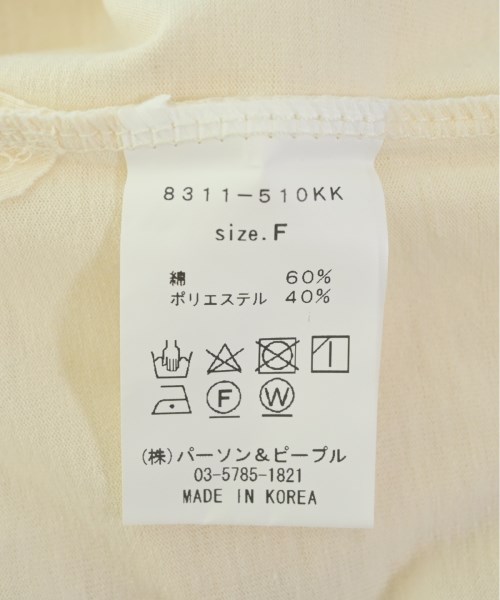 8311-510KK
size.F
綿 60%
ポリエステル 40%
F W
(株)パーソン&ピープル
03-5785-1821
MADE IN KOREA